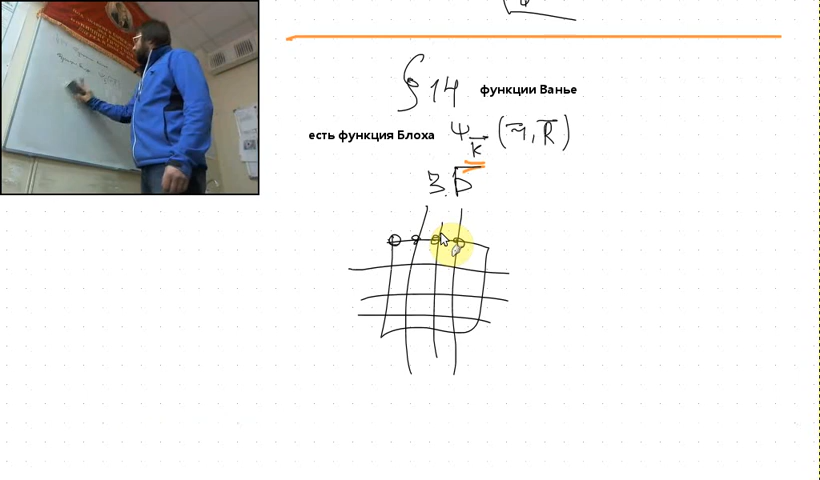 § 14 функции Ванье
есть функция Блоха ψ_k (r, R)
З.Б